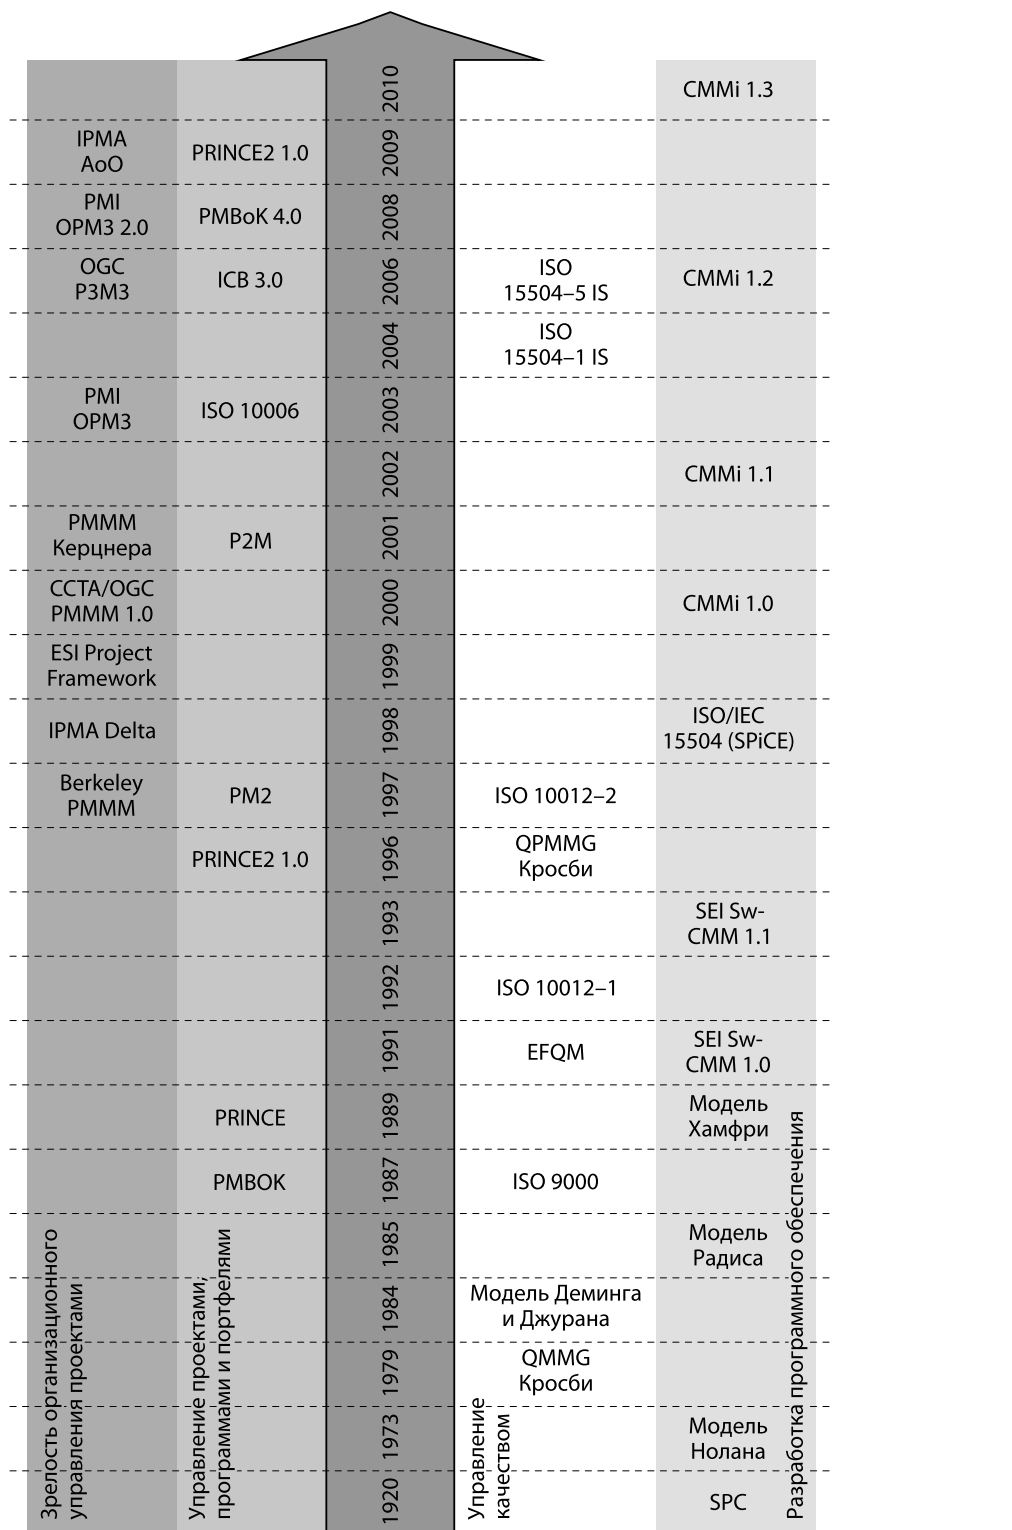 2010
CMMi 1.3
IPMA
AoO
PRINCE2 1.0
2009
PMI
OPM3 2.0
PMBoK 4.0
2008
OGC
P3M3
ICB 3.0
2006
ISO
15504–5 IS
CMMi 1.2
2004
ISO
15504–1 IS
PMI
OPM3
ISO 10006
2003
2002
CMMi 1.1
PMMM
Керцнера
P2M
2001
CCTA/OGC
PMMM 1.0
2000
CMMi 1.0
ESI Project
Framework
1999
IPMA Delta
1998
ISO/IEC
15504 (SPiCE)
Berkeley
PMMM
PM2
1997
ISO 10012–2
PRINCE2 1.0
1996
QPMMG
Кросби
1993
SEI Sw-
CMM 1.1
1992
ISO 10012–1
1991
EFQM
SEI Sw-
CMM 1.0
PRINCE
1989
Модель
Хамфри
PMBOK
1987
ISO 9000
1985
Модель
Радиса
1984
Модель Деминга
и Джурана
1979
QMMG
Кросби
1973
Модель
Нолана
1920
SPC
Зрелость организационного
управления проектами
Управление проектами,
программами и портфелями
Управление
качеством
Разработка программного обеспечения